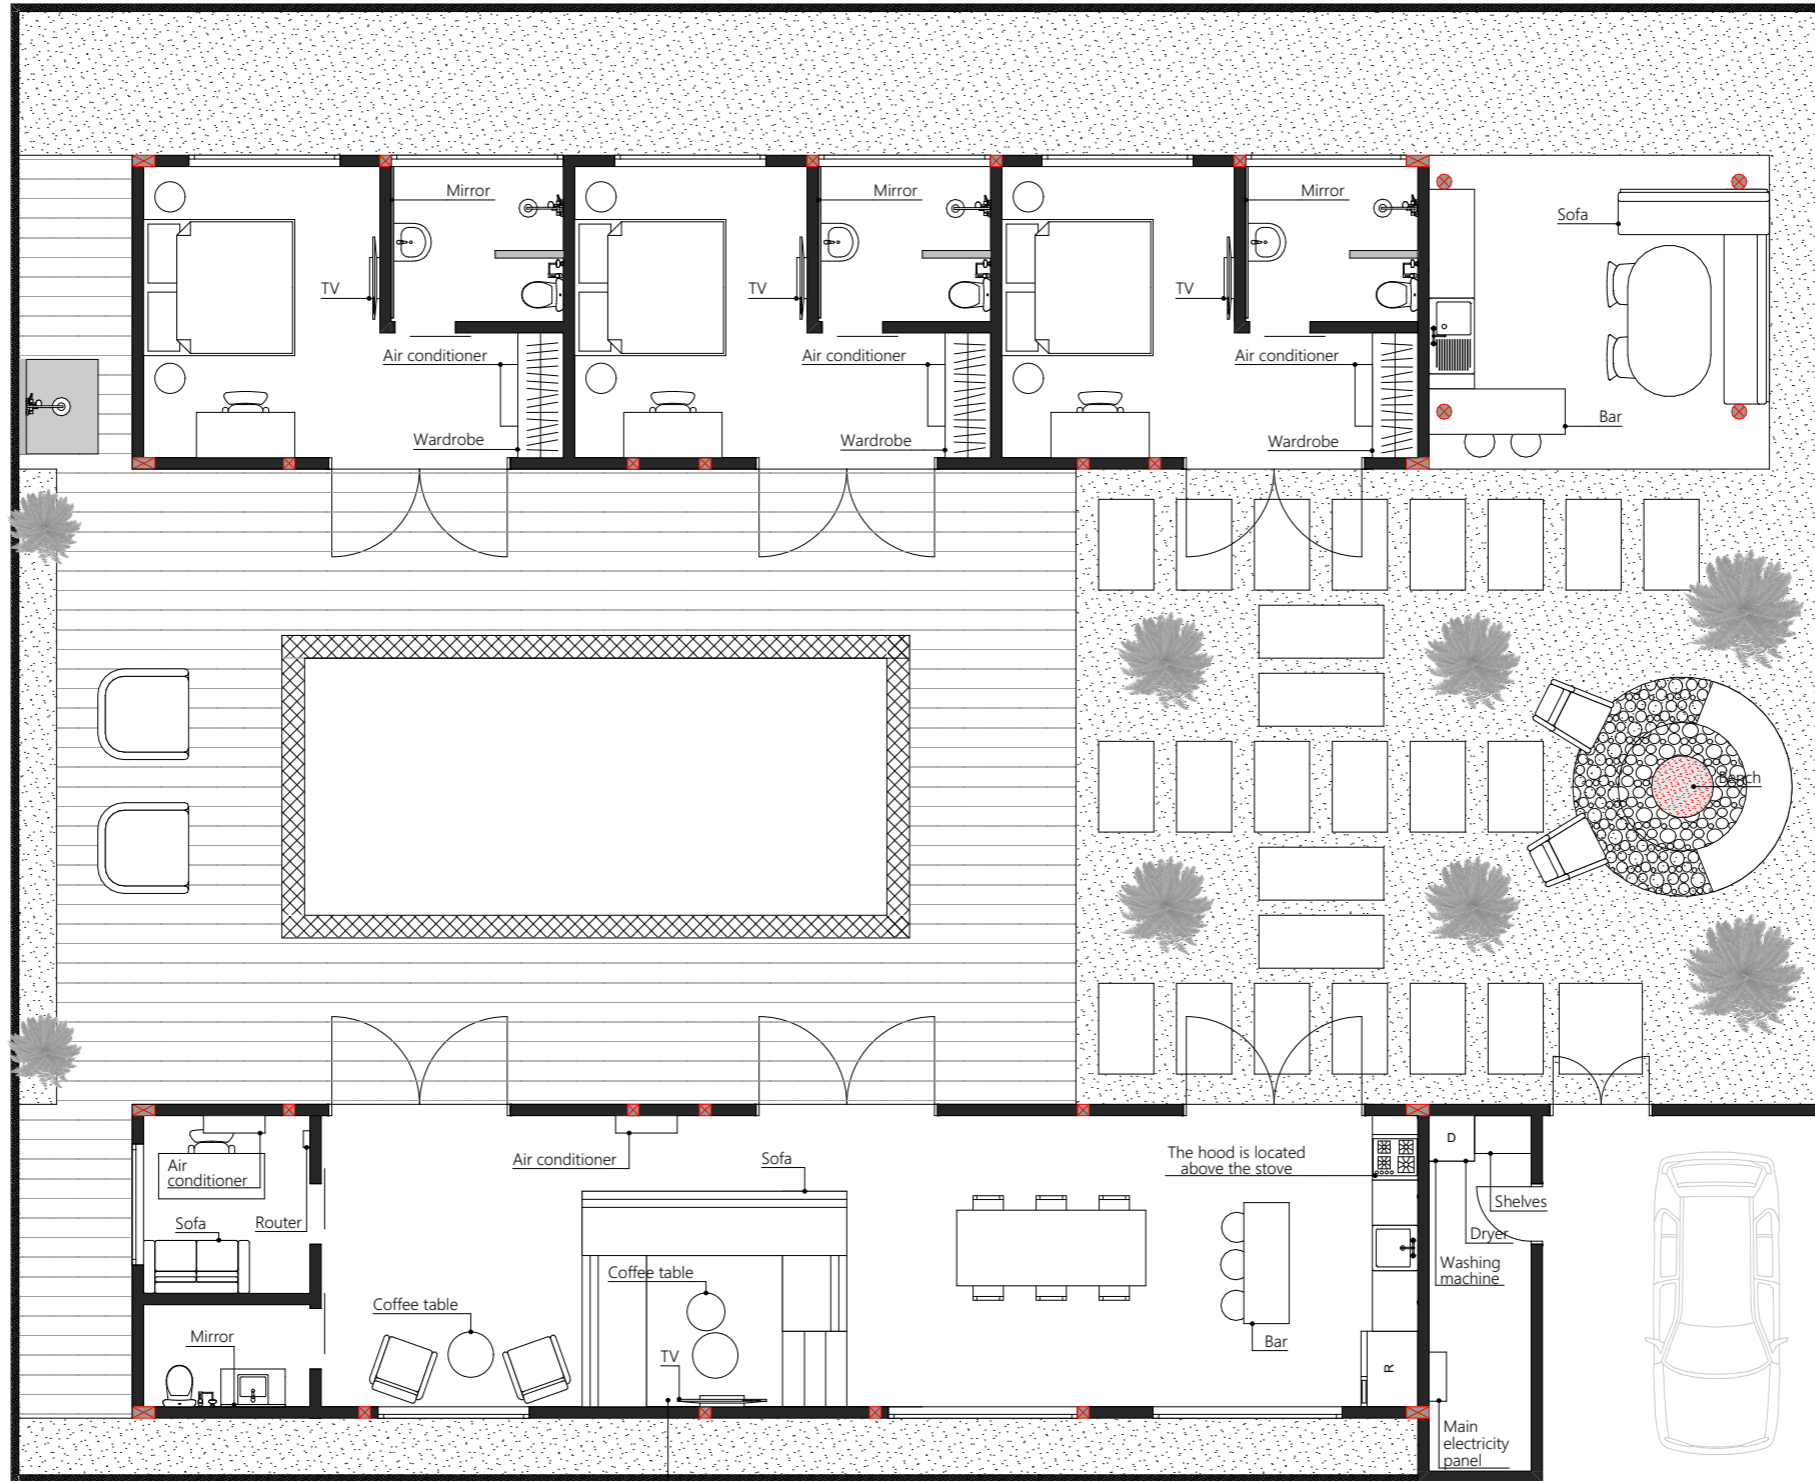 Mirror
Mirror
Mirror
Sofa
TV
TV
TV
Air conditioner
Air conditioner
Air conditioner
Bar
Wardrobe
Wardrobe
Wardrobe
Bench
D
The hood is located
above the stove
Air conditioner
Sofa
Air
conditioner
Shelves
Sofa
Router
Dryer
Washing
machine
Coffee table
Coffee table
Mirror
Bar
TV
R
Main
electricity
panel